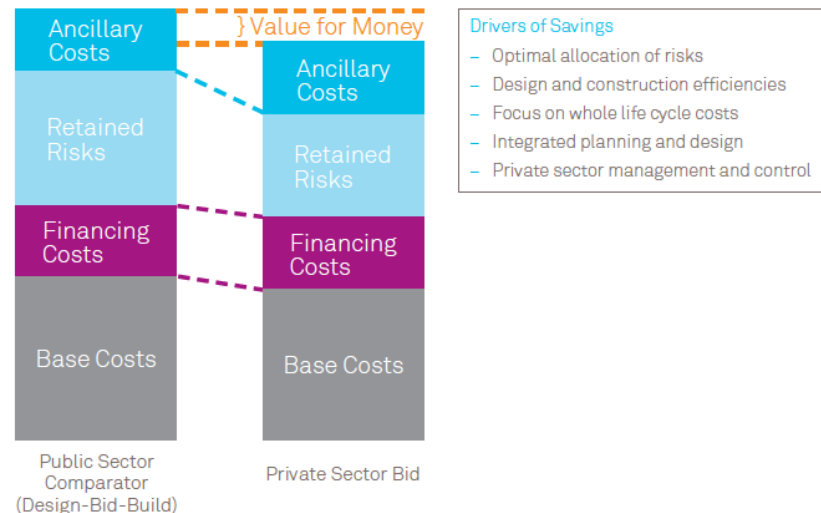 Ancillary
Costs
Retained
Risks
Financing
Costs
Base Costs
Public Sector
Comparator
(Design-Bid-Build)
} Value for Money
Ancillary
Costs
Retained
Risks
Financing
Costs
Base Costs
Private Sector Bid
Drivers of Savings
– Optimal allocation of risks
– Design and construction efficiencies
– Focus on whole life cycle costs
– Integrated planning and design
– Private sector management and control